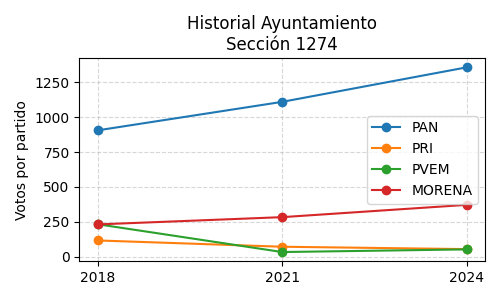 Historial Ayuntamiento
Sección 1274
Votos por partido
1250
1000
750
500
250
0
2018
2021
2024
PAN
PRI
PVEM
MORENA